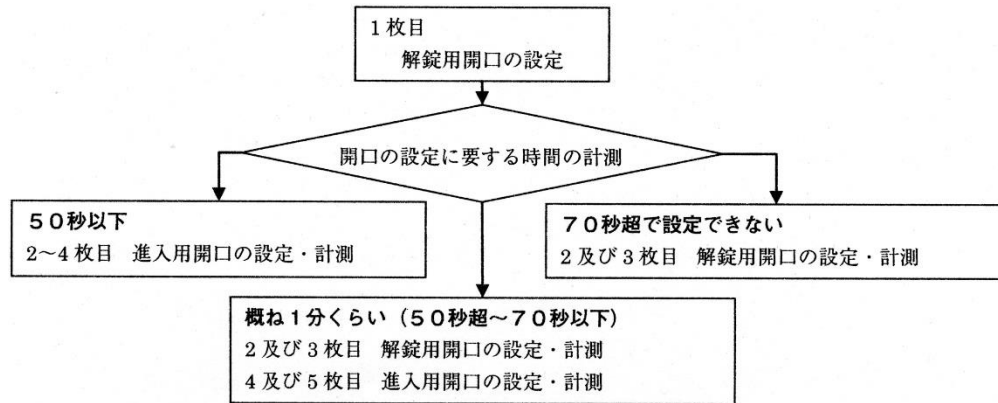 1枚目
解錠用開口の設定
開口の設定に要する時間の計測
50秒以下
2～4枚目 進入用開口の設定・計測
70秒超で設定できない
2及び3枚目 解錠用開口の設定・計測
概ね1分くらい（50秒超～70秒以下）
2及び3枚目 解錠用開口の設定・計測
4及び5枚目 進入用開口の設定・計測